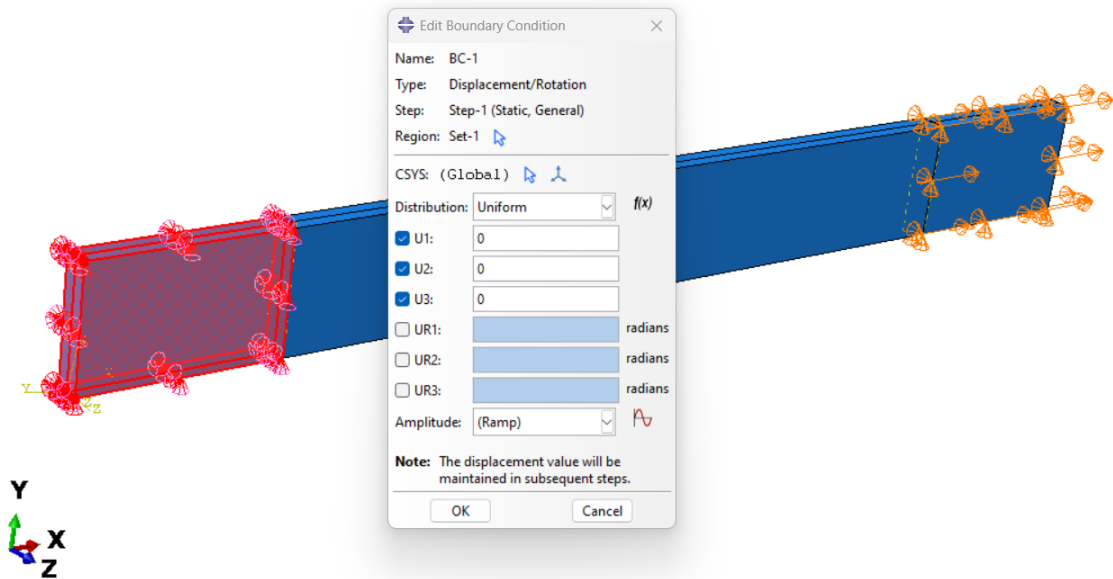 Edit Boundary Condition
Name: BC-1
Type: Displacement/Rotation
Step: Step-1 (Static, General)
Region: Set-1
CSYS: (Global)
Distribution: Uniform f(x)
U1: 0
U2: 0
U3: 0
UR1: radians
UR2: radians
UR3: radians
Amplitude: (Ramp)
Note: The displacement value will be
maintained in subsequent steps.
OK Cancel
Y
X
Z
Y
X
Z